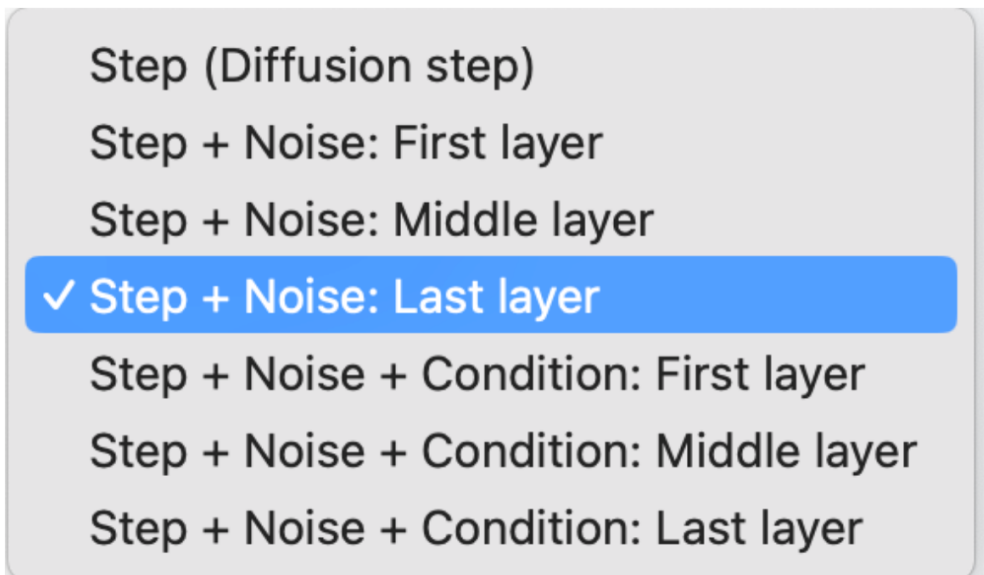 Step (Diffusion step)
Step + Noise: First layer
Step + Noise: Middle layer
✓ Step + Noise: Last layer
Step + Noise + Condition: First layer
Step + Noise + Condition: Middle layer
Step + Noise + Condition: Last layer